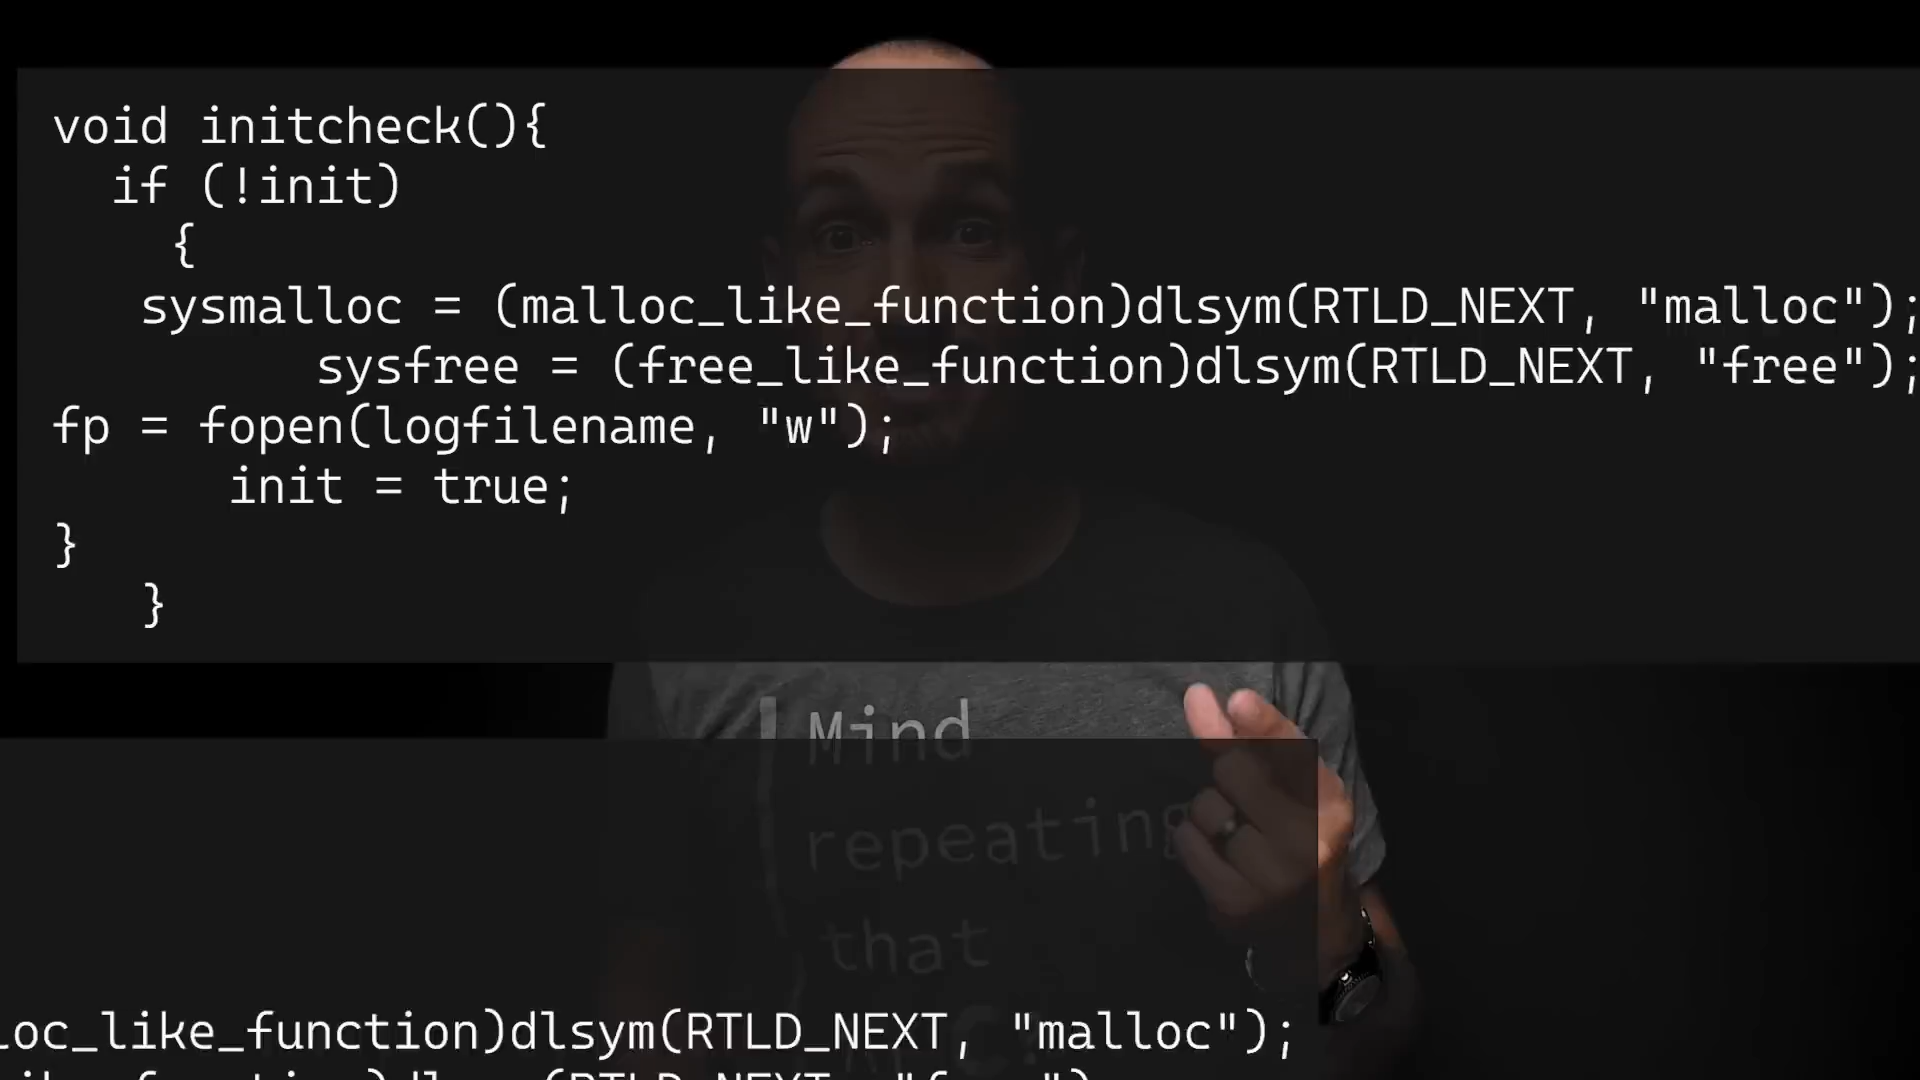 void initcheck(){
if (!init)
{
sysmalloc = (malloc_like_function)dlsym(RTLD_NEXT, "malloc");
sysfree = (free_like_function)dlsym(RTLD_NEXT, "free");
fp = fopen(logfilename, "w");
init = true;
}
}
Mind
repeating
that
loc_like_function)dlsym(RTLD_NEXT, "malloc");